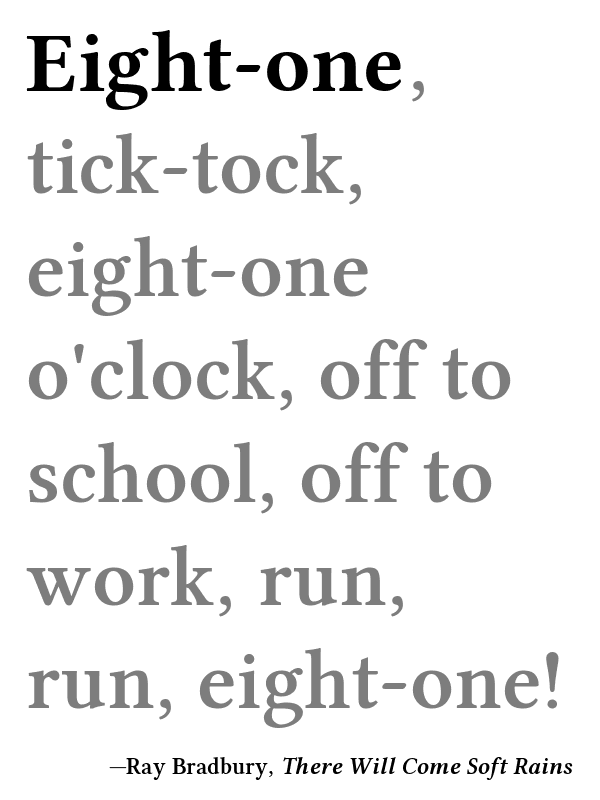 Eight-one,
tick-tock,
eight-one
o'clock, off to
school, off to
work, run,
run, eight-one!
—Ray Bradbury, There Will Come Soft Rains